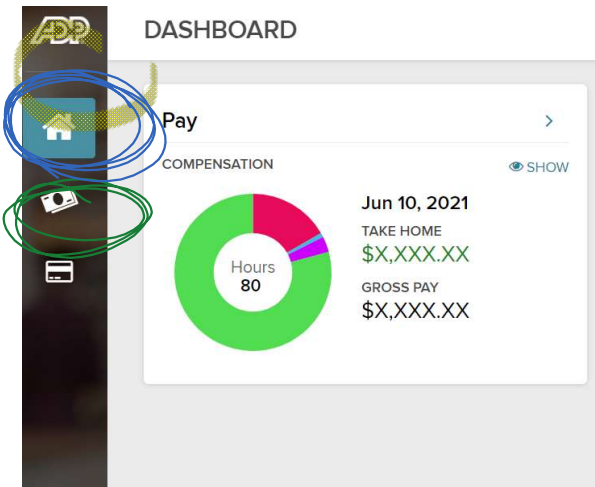 ADP
DASHBOARD
Pay
COMPENSATION
SHOW
Hours
80
Jun 10, 2021
TAKE HOME
$X,XXX.XX
GROSS PAY
$X,XXX.XX